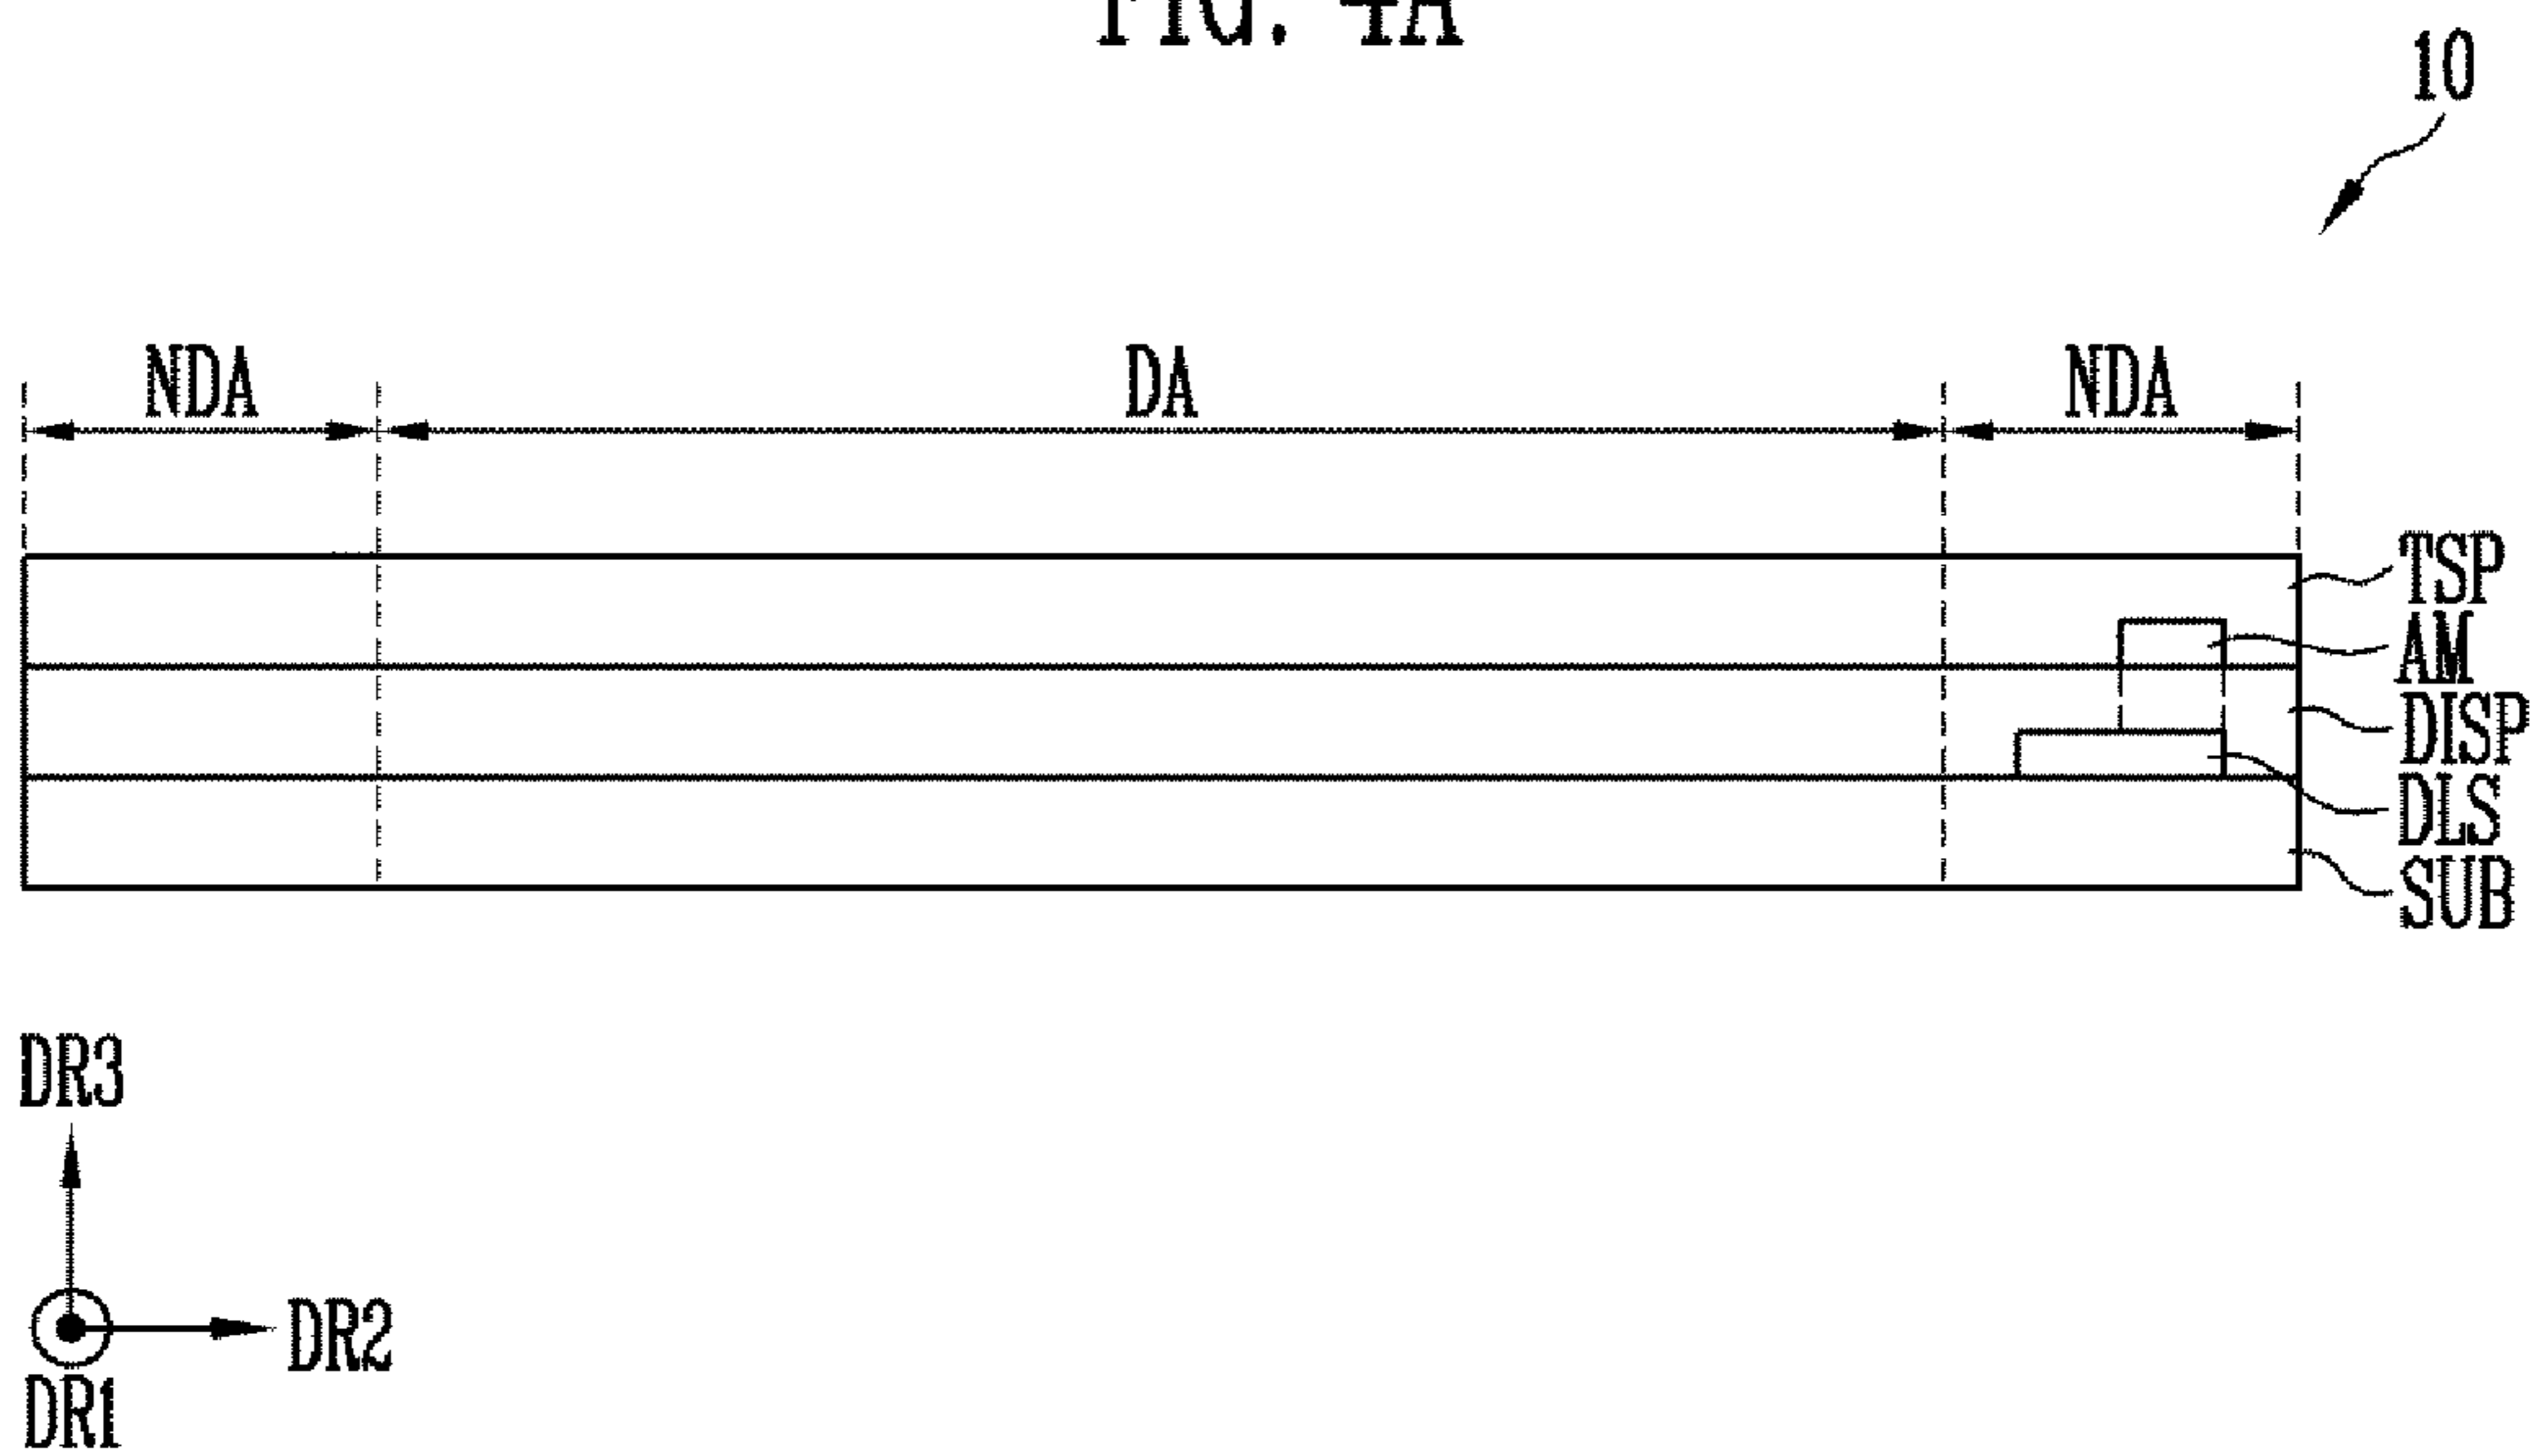 FIG. 4A
10
NDA DA NDA
TSP
AM
DISP
DLS
SUB
DR3
DR2
DR1